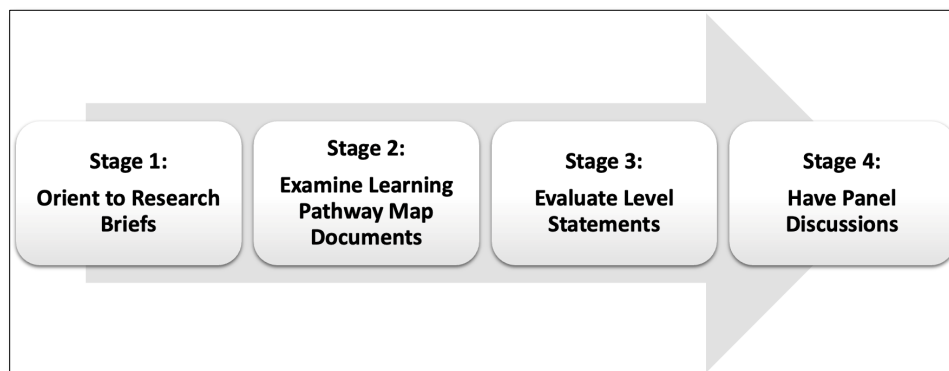 Stage 1:
Orient to Research
Briefs
Stage 2:
Examine Learning
Pathway Map
Documents
Stage 3:
Evaluate Level
Statements
Stage 4:
Have Panel
Discussions